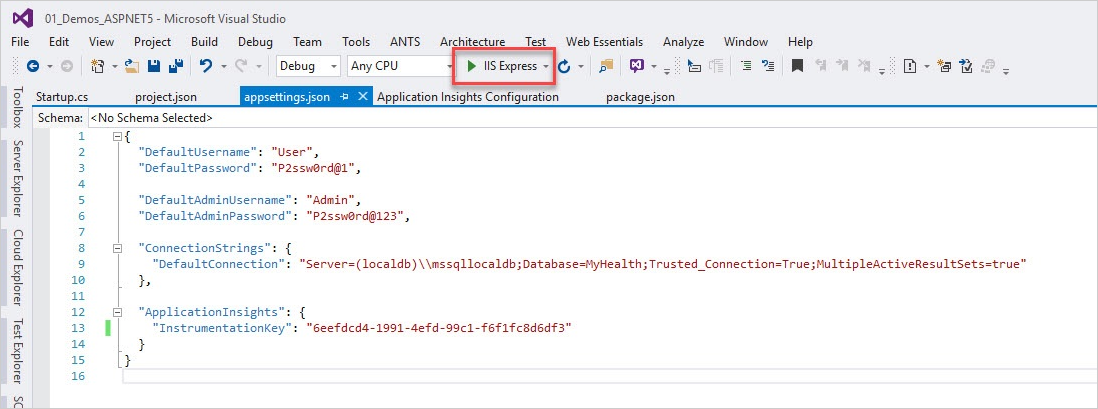 01_Demos_ASPNET5 - Microsoft Visual Studio
File Edit View Project Build Debug Team Tools ANTS Architecture Test Web Essentials Analyze Window Help
Debug Any CPU IIS Express
Startup.cs project.json appsettings.json Application Insights Configuration package.json
Schema: <No Schema Selected>
Toolbox
Server Explorer
Cloud Explorer
Test Explorer
SC
1 {
2 "DefaultUsername": "User",
3 "DefaultPassword": "P2ssw0rd@1",
4
5 "DefaultAdminUsername": "Admin",
6 "DefaultAdminPassword": "P2ssw0rd@123",
7
8 "ConnectionStrings": {
9 "DefaultConnection": "Server=(localdb)\\mssqllocaldb;Database=MyHealth;Trusted_Connection=True;MultipleActiveResultSets=true"
10 },
11
12 "ApplicationInsights": {
13 "InstrumentationKey": "6eefdcd4-1991-4efd-99c1-f6f1fc8d6df3"
14 }
15 }
16